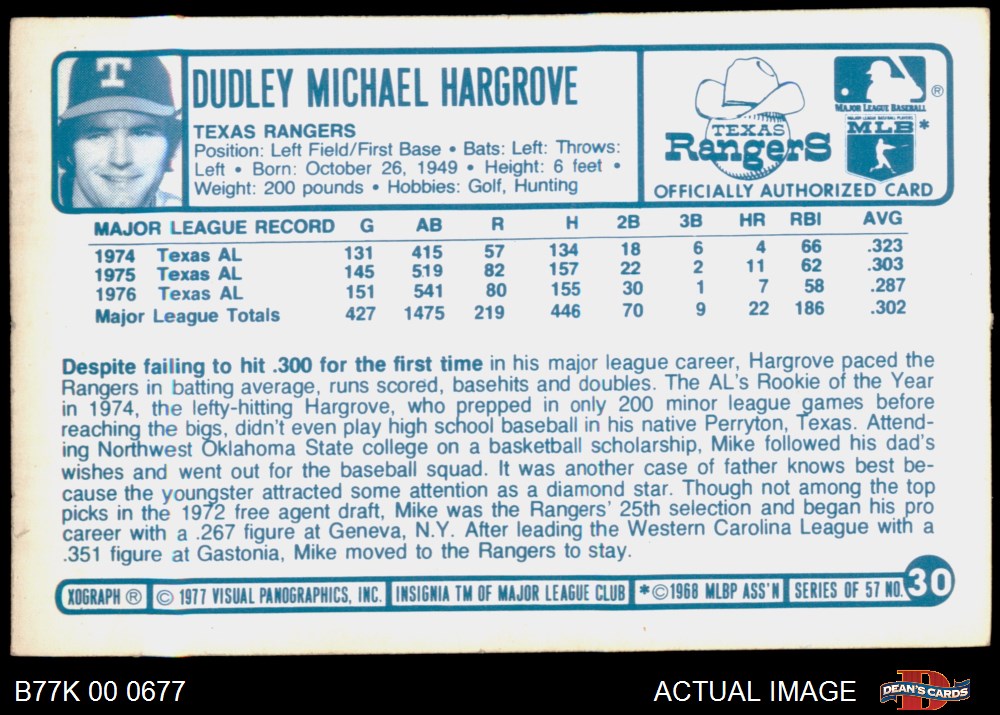 T
DUDLEY MICHAEL HARGROVE
TEXAS RANGERS
Position: Left Field/First Base • Bats: Left: Throws:
Left • Born: October 26, 1949 • Height: 6 feet •
Weight: 200 pounds • Hobbies: Golf, Hunting
TEXAS
RangerS
®
MAJOR LEAGUE BASEBALL
MAJOR LEAGUE BASEBALL PLAYERS
MLB *
OFFICIALLY AUTHORIZED CARD
MAJOR LEAGUE RECORD G AB R H 2B 3B HR RBI AVG
1974 Texas AL 131 415 57 134 18 6 4 66 .323
1975 Texas AL 145 519 82 157 22 2 11 62 .303
1976 Texas AL 151 541 80 155 30 1 7 58 .287
Major League Totals 427 1475 219 446 70 9 22 186 .302
Despite failing to hit .300 for the first time in his major league career, Hargrove paced the
Rangers in batting average, runs scored, basehits and doubles. The AL's Rookie of the Year
in 1974, the lefty-hitting Hargrove, who prepped in only 200 minor league games before
reaching the bigs, didn't even play high school baseball in his native Perryton, Texas. Attend-
ing Northwest Oklahoma State college on a basketball scholarship, Mike followed his dad's
wishes and went out for the baseball squad. It was another case of father knows best be-
cause the youngster attracted some attention as a diamond star. Though not among the top
picks in the 1972 free agent draft, Mike was the Rangers' 25th selection and began his pro
career with a .267 figure at Geneva, N.Y. After leading the Western Carolina League with a
.351 figure at Gastonia, Mike moved to the Rangers to stay.
XOGRAPH ® © 1977 VISUAL PANOGRAPHICS, INC. INSIGNIA TM OF MAJOR LEAGUE CLUB *©1968 MLBP ASS'N SERIES OF 57 NO. 30
B77K 00 0677 ACTUAL IMAGE D DEAN'S CARDS